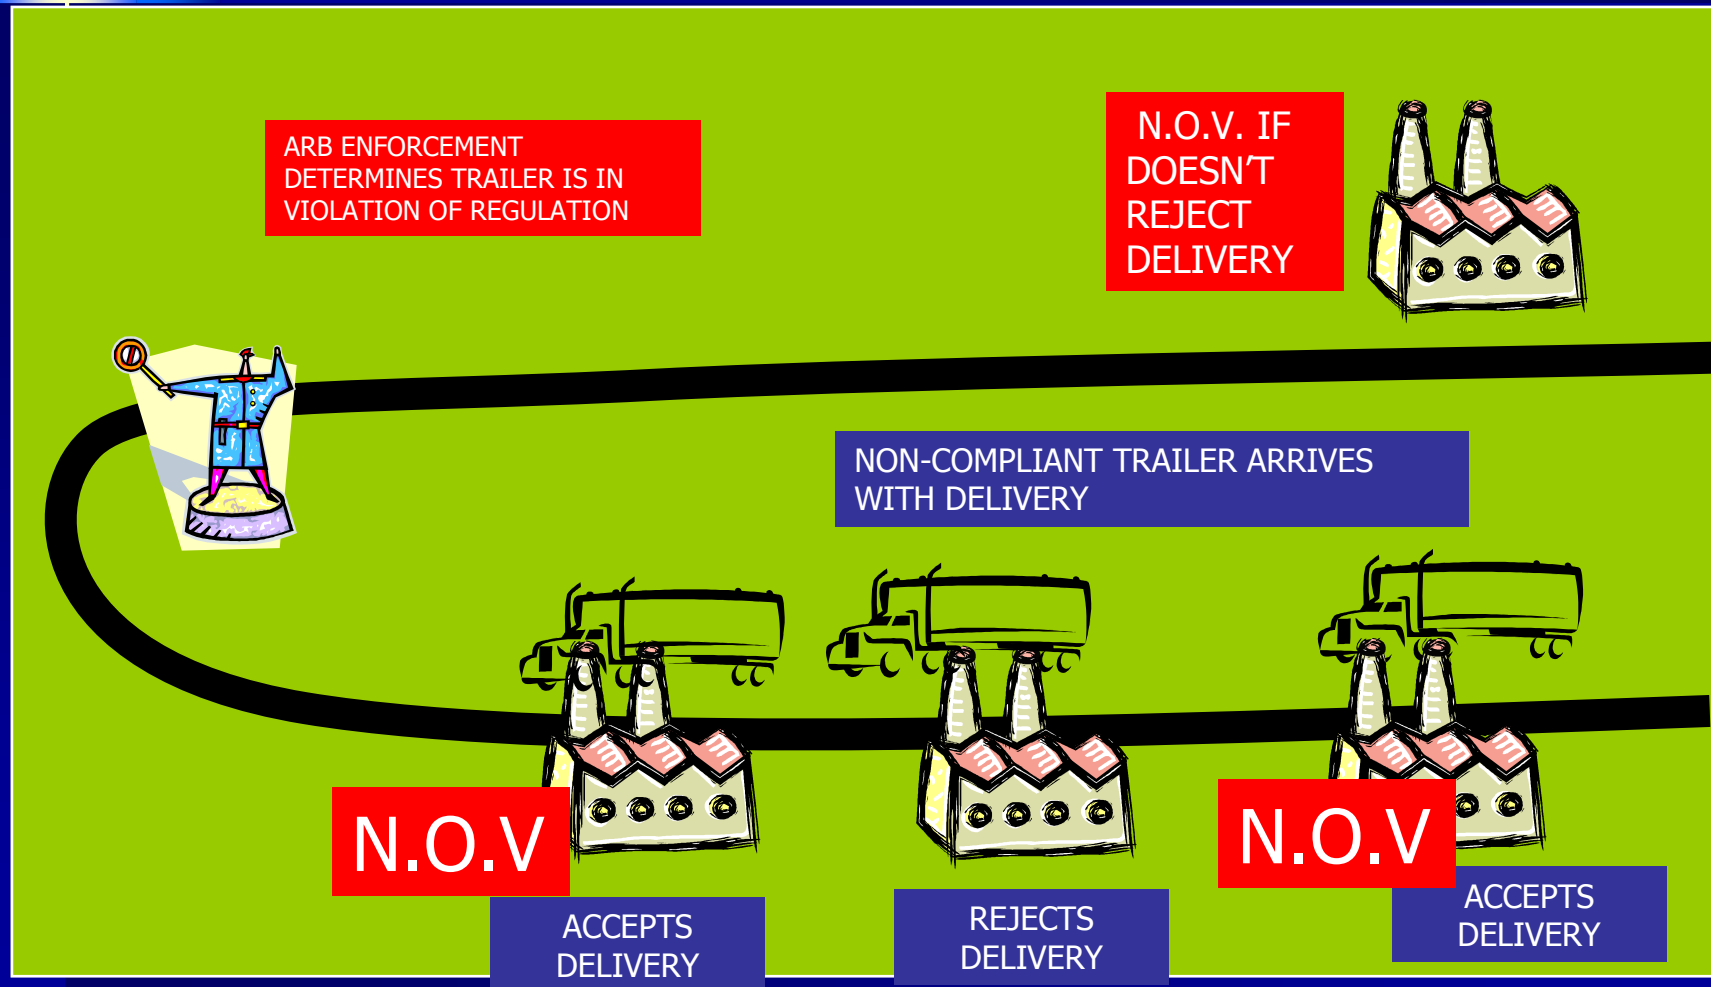 ARB ENFORCEMENT
DETERMINES TRAILER IS IN
VIOLATION OF REGULATION
N.O.V. IF
DOESN'T
REJECT
DELIVERY
NON-COMPLIANT TRAILER ARRIVES
WITH DELIVERY
N.O.V
ACCEPTS
DELIVERY
REJECTS
DELIVERY
N.O.V
ACCEPTS
DELIVERY